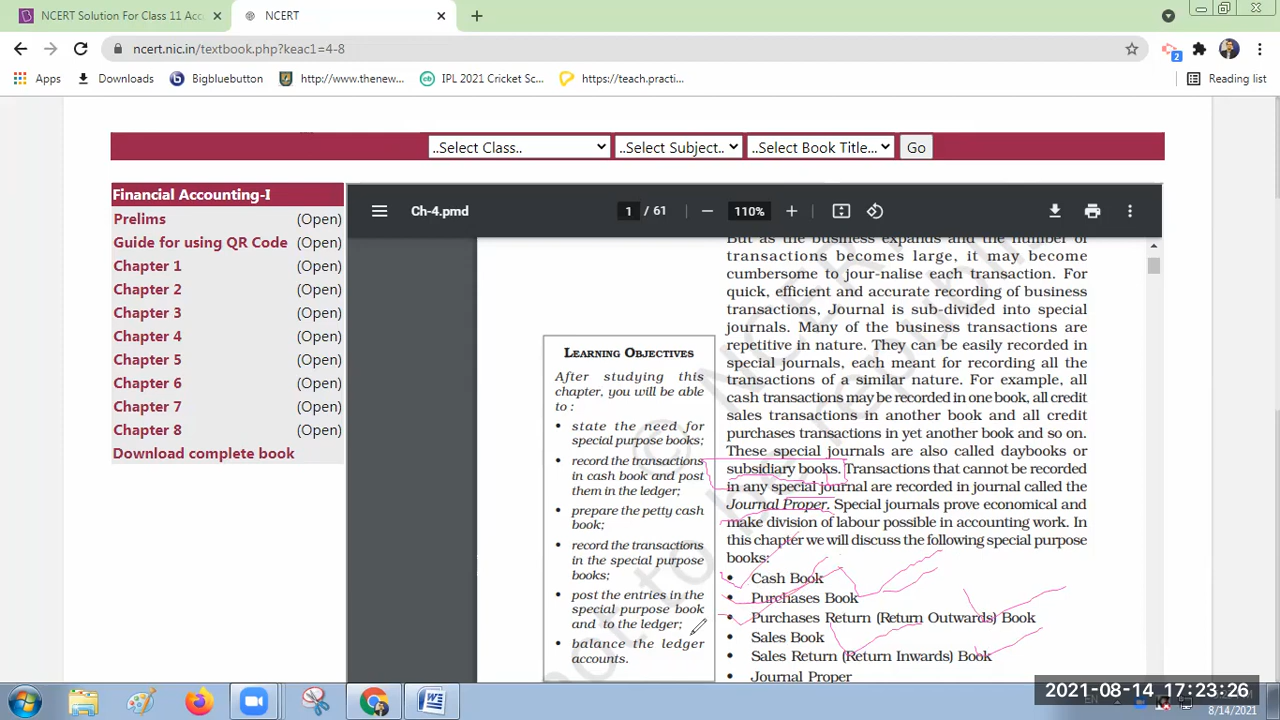 NCERT Solution For Class 11 Acc
NCERT
ncert.nic.in/textbook.php?keac1=4-8
2
Apps
Downloads
Bigbluebutton
http://www.thenew...
IPL 2021 Cricket Sc...
https://teach.practi...
Reading list
..Select Class..
..Select Subject..
..Select Book Title...
Go
Financial Accounting-I
Prelims (Open)
Guide for using QR Code (Open)
Chapter 1 (Open)
Chapter 2 (Open)
Chapter 3 (Open)
Chapter 4 (Open)
Chapter 5 (Open)
Chapter 6 (Open)
Chapter 7 (Open)
Chapter 8 (Open)
Download complete book
Ch-4.pmd
1 / 61
110%
LEARNING OBJECTIVES
After studying this
chapter, you will be able
to :
• state the need for
special purpose books;
• record the transactions
in cash book and post
them in the ledger;
• prepare the petty cash
book;
• record the transactions
in the special purpose
books;
• post the entries in the
special purpose book
and to the ledger;
• balance the ledger
accounts.
But as the business expands and the number of
transactions becomes large, it may become
cumbersome to jour-nalise each transaction. For
quick, efficient and accurate recording of business
transactions, Journal is sub-divided into special
journals. Many of the business transactions are
repetitive in nature. They can be easily recorded in
special journals, each meant for recording all the
transactions of a similar nature. For example, all
cash transactions may be recorded in one book, all credit
sales transactions in another book and all credit
purchases transactions in yet another book and so on.
These special journals are also called daybooks or
subsidiary books. Transactions that cannot be recorded
in any special journal are recorded in journal called the
Journal Proper. Special journals prove economical and
make division of labour possible in accounting work. In
this chapter we will discuss the following special purpose
books:
• Cash Book
• Purchases Book
• Purchases Return (Return Outwards) Book
• Sales Book
• Sales Return (Return Inwards) Book
• Journal Proper
2021-08-14 17:23:26
8/14/2021